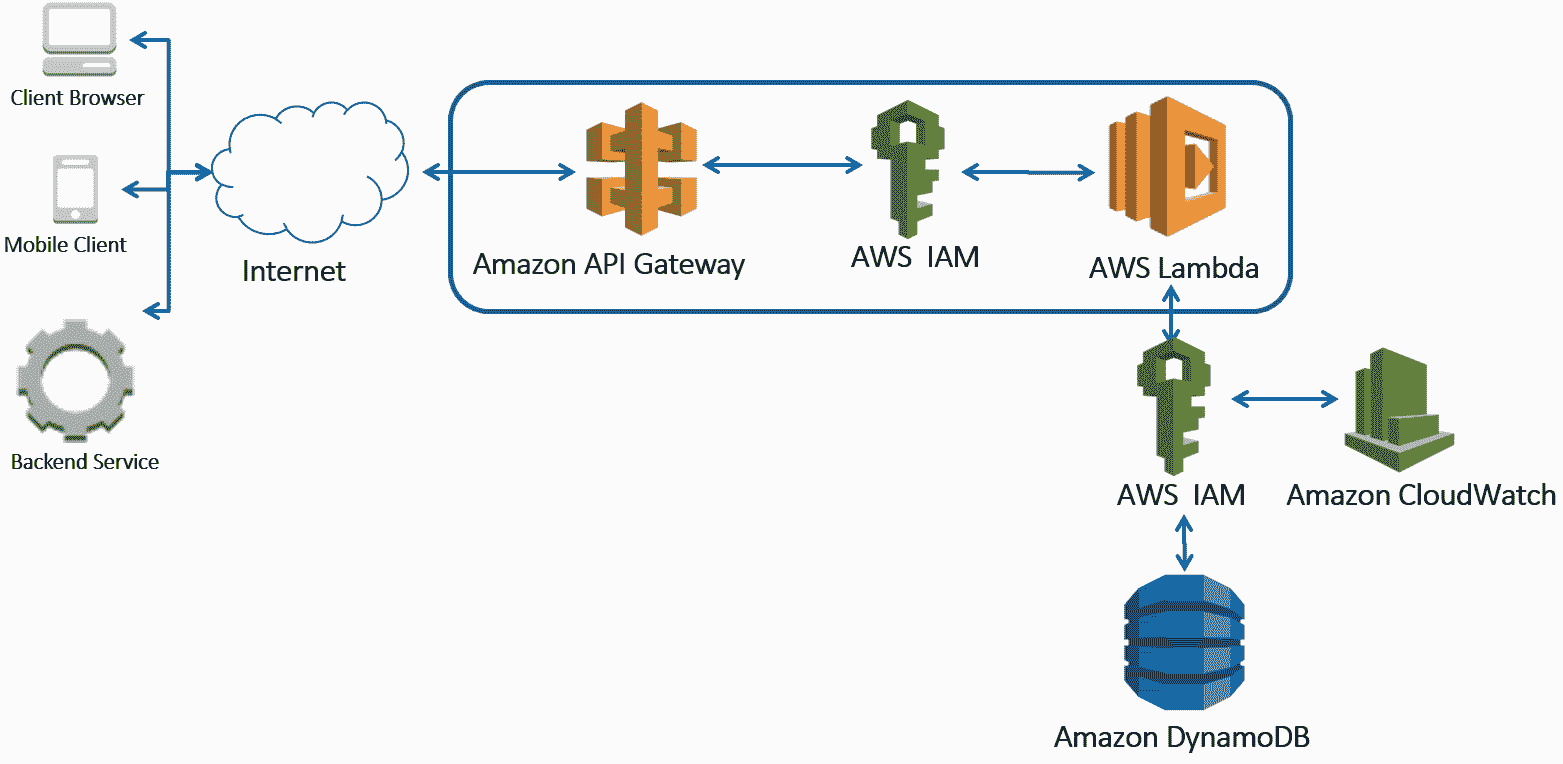 Client Browser
Mobile Client
Backend Service
Internet
Amazon API Gateway
AWS IAM
AWS Lambda
AWS IAM
Amazon CloudWatch
Amazon DynamoDB